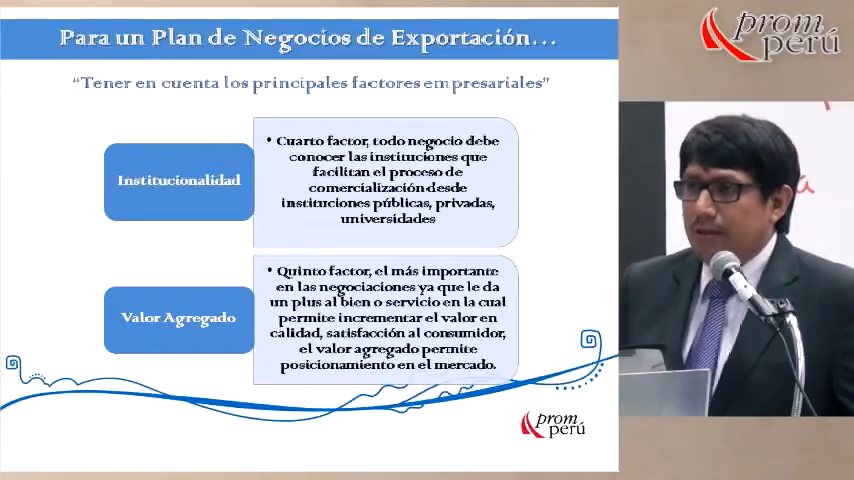 Para un Plan de Negocios de Exportación...
“Tener en cuenta los principales factores empresariales”
Institucionalidad
• Cuarto factor, todo negocio debe
conocer las instituciones que
facilitan el proceso de
comercialización desde
instituciones públicas, privadas,
universidades
Valor Agregado
• Quinto factor, el más importante
en las negociaciones ya que le da
un plus al bien o servicio en la cual
permite incrementar el valor en
calidad, satisfacción al consumidor,
el valor agregado permite
posicionamiento en el mercado.
prom
perú
prom
perú